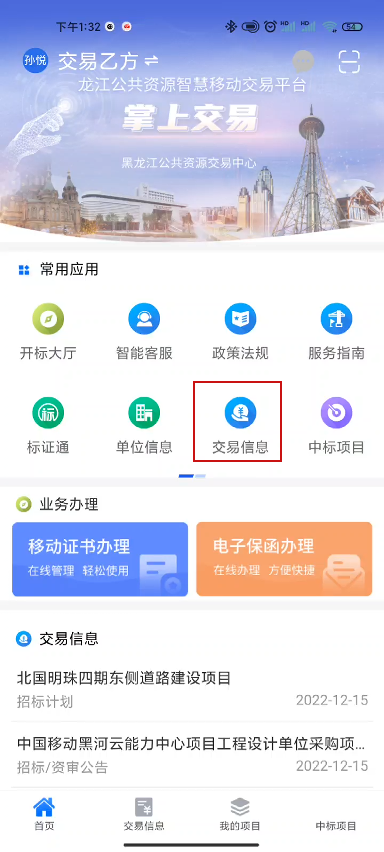 下午1:32
HD HD 54
孙悦 交易乙方
龙江公共资源智慧移动交易平台
掌上交易
黑龙江公共资源交易中心
常用应用
开标大厅 智能客服 政策法规 服务指南
标
标证通 单位信息 交易信息 中标项目
业务办理
移动证书办理 电子保函办理
在线管理 轻松使用 在线办理 方便快捷
交易信息
北国明珠四期东侧道路建设项目
招标计划 2022-12-15
中国移动黑河云能力中心项目工程设计单位采购项...
招标/资审公告 2022-12-15
首页 交易信息 我的项目 中标项目